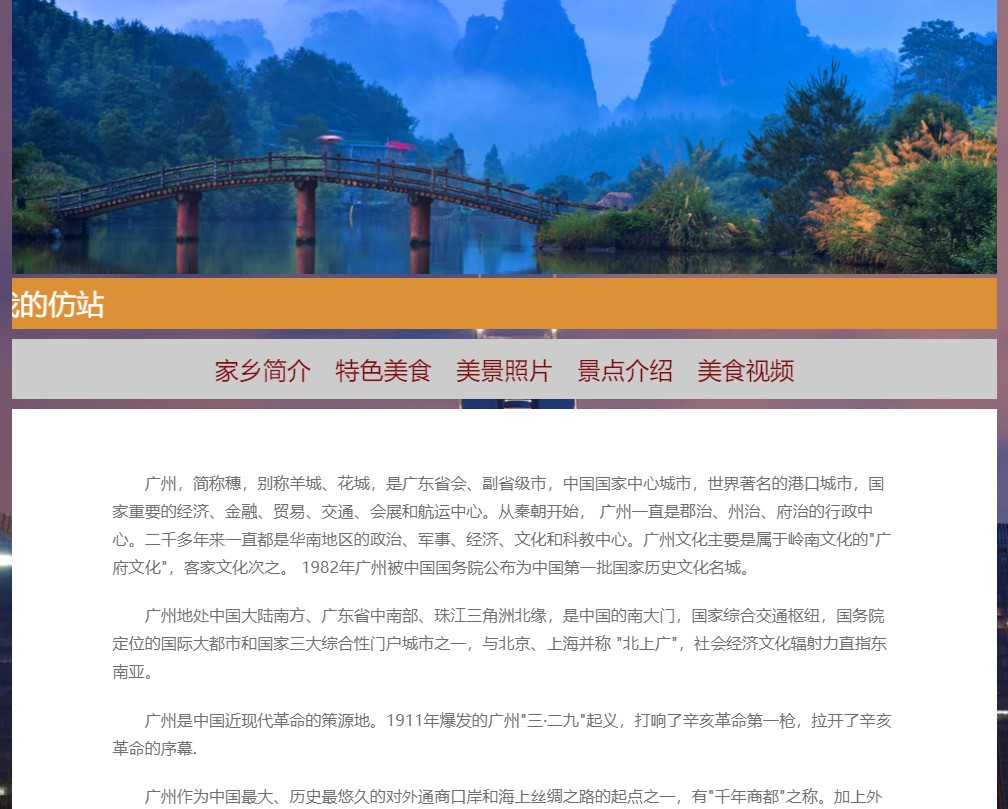 我的仿站
家乡简介 特色美食 美景照片 景点介绍 美食视频
广州，简称穗，别称羊城、花城，是广东省会、副省级市，中国国家中心城市，世界著名的港口城市，国
家重要的经济、金融、贸易、交通、会展和航运中心。从秦朝开始， 广州一直是郡治、州治、府治的行政中
心。二千多年来一直都是华南地区的政治、军事、经济、文化和科教中心。广州文化主要是属于岭南文化的"广
府文化"，客家文化次之。 1982年广州被中国国务院公布为中国第一批国家历史文化名城。
广州地处中国大陆南方、广东省中南部、珠江三角洲北缘，是中国的南大门，国家综合交通枢纽，国务院
定位的国际大都市和国家三大综合性门户城市之一，与北京、上海并称 "北上广"，社会经济文化辐射力直指东
南亚。
广州是中国近现代革命的策源地。1911年爆发的广州"三·二九"起义，打响了辛亥革命第一枪，拉开了辛亥
革命的序幕.
广州作为中国最大、历史最悠久的对外通商口岸和海上丝绸之路的起点之一，有"千年商都"之称。加上外